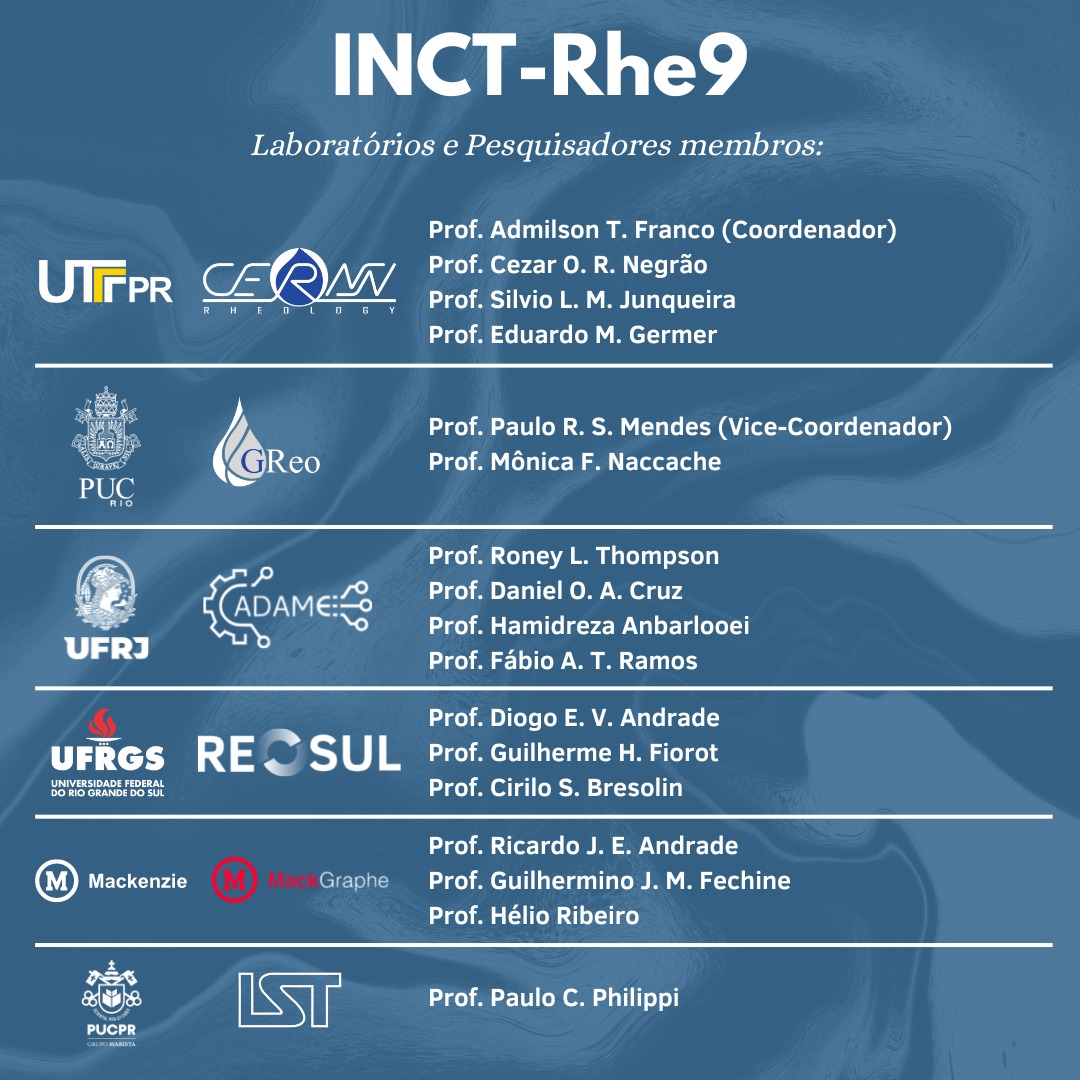 INCT-Rhe9
Laboratórios e Pesquisadores membros:
UTFPR
CERNN
RHEOLOGY
Prof. Admilson T. Franco (Coordenador)
Prof. Cezar O. R. Negrão
Prof. Silvio L. M. Junqueira
Prof. Eduardo M. Germer
PUC
RIO
GReo
Prof. Paulo R. S. Mendes (Vice-Coordenador)
Prof. Mônica F. Naccache
UFRJ
ADAME
Prof. Roney L. Thompson
Prof. Daniel O. A. Cruz
Prof. Hamidreza Anbarlooei
Prof. Fábio A. T. Ramos
UFRGS
UNIVERSIDADE FEDERAL
DO RIO GRANDE DO SUL
REOSUL
Prof. Diogo E. V. Andrade
Prof. Guilherme H. Fiorot
Prof. Cirilo S. Bresolin
M Mackenzie
M MackGraphe
Prof. Ricardo J. E. Andrade
Prof. Guilhermino J. M. Fechine
Prof. Hélio Ribeiro
PUCPR
GRUPO MARISTA
LST
Prof. Paulo C. Philippi